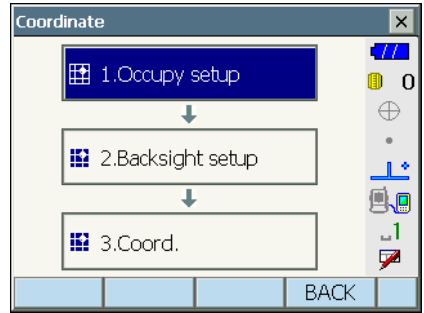 Coordinate
1.Occupy setup
0
2.Backsight setup
3.Coord.
1
BACK